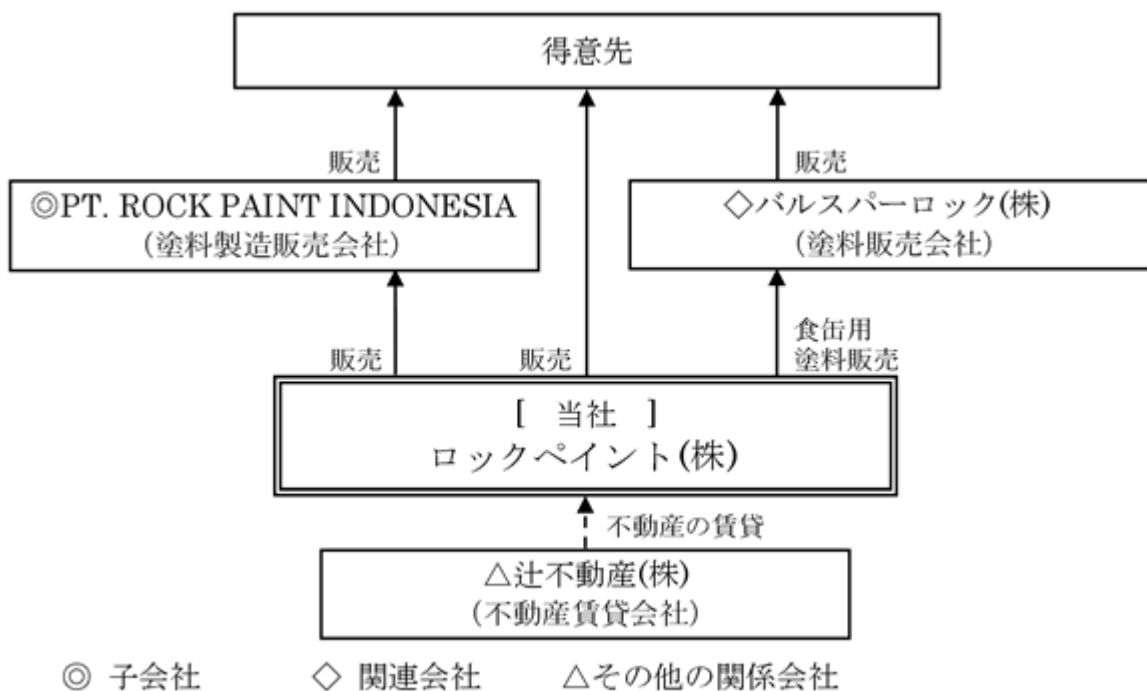 得意先
販売
販売
◎PT. ROCK PAINT INDONESIA
(塗料製造販売会社)
◇バルスパーロック(株)
(塗料販売会社)
販売
販売
食缶用
塗料販売
[ 当社 ]
ロックペイント(株)
不動産の賃貸
△辻不動産(株)
(不動産賃貸会社)
◎ 子会社 ◇ 関連会社 △その他の関係会社